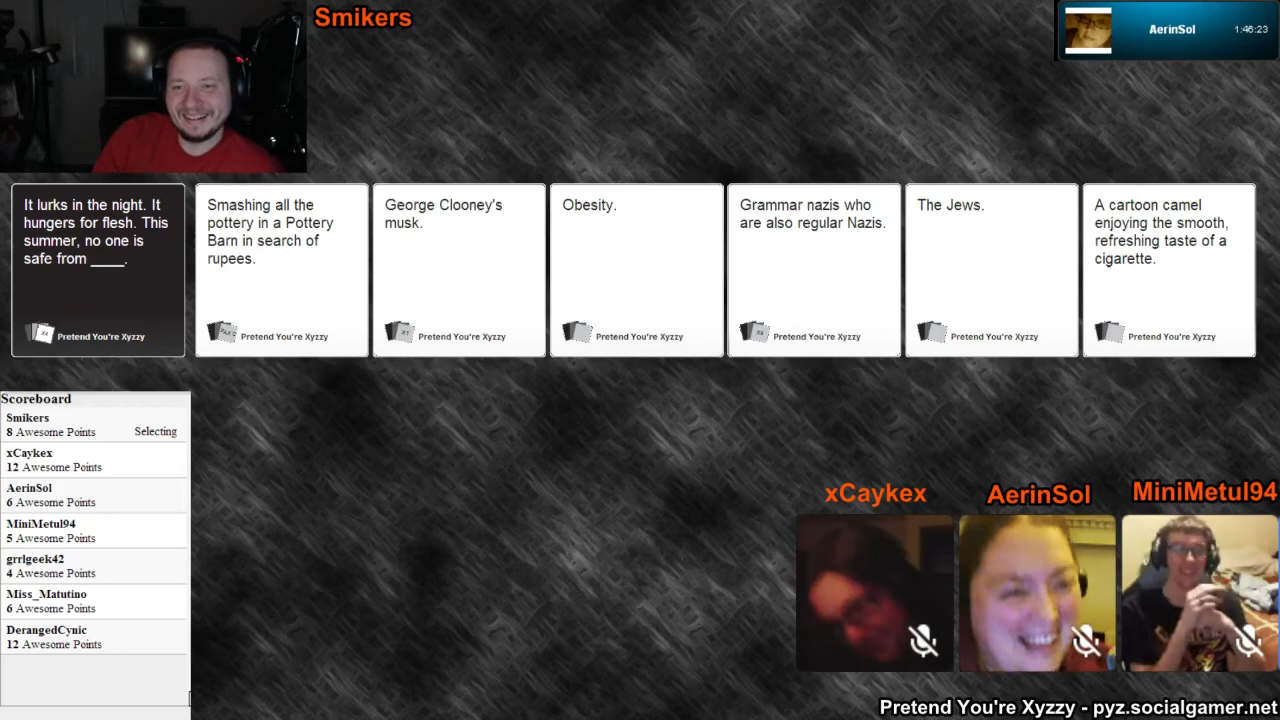 Smikers
AerinSol
1:46:23
It lurks in the night. It
hungers for flesh. This
summer, no one is
safe from ____.
Pretend You're Xyzzy
Smashing all the
pottery in a Pottery
Barn in search of
rupees.
Pretend You're Xyzzy
George Clooney's
musk.
X1
Pretend You're Xyzzy
Obesity.
Pretend You're Xyzzy
Grammar nazis who
are also regular Nazis.
Pretend You're Xyzzy
The Jews.
Pretend You're Xyzzy
A cartoon camel
enjoying the smooth,
refreshing taste of a
cigarette.
Pretend You're Xyzzy
Scoreboard
Smikers
8 Awesome Points
Selecting
xCaykex
12 Awesome Points
AerinSol
6 Awesome Points
MiniMetul94
5 Awesome Points
grrlgeek42
4 Awesome Points
Miss_Matutino
6 Awesome Points
DerangedCynic
12 Awesome Points
xCaykex
AerinSol
MiniMetul94
Pretend You're Xyzzy - pyz.socialgamer.net